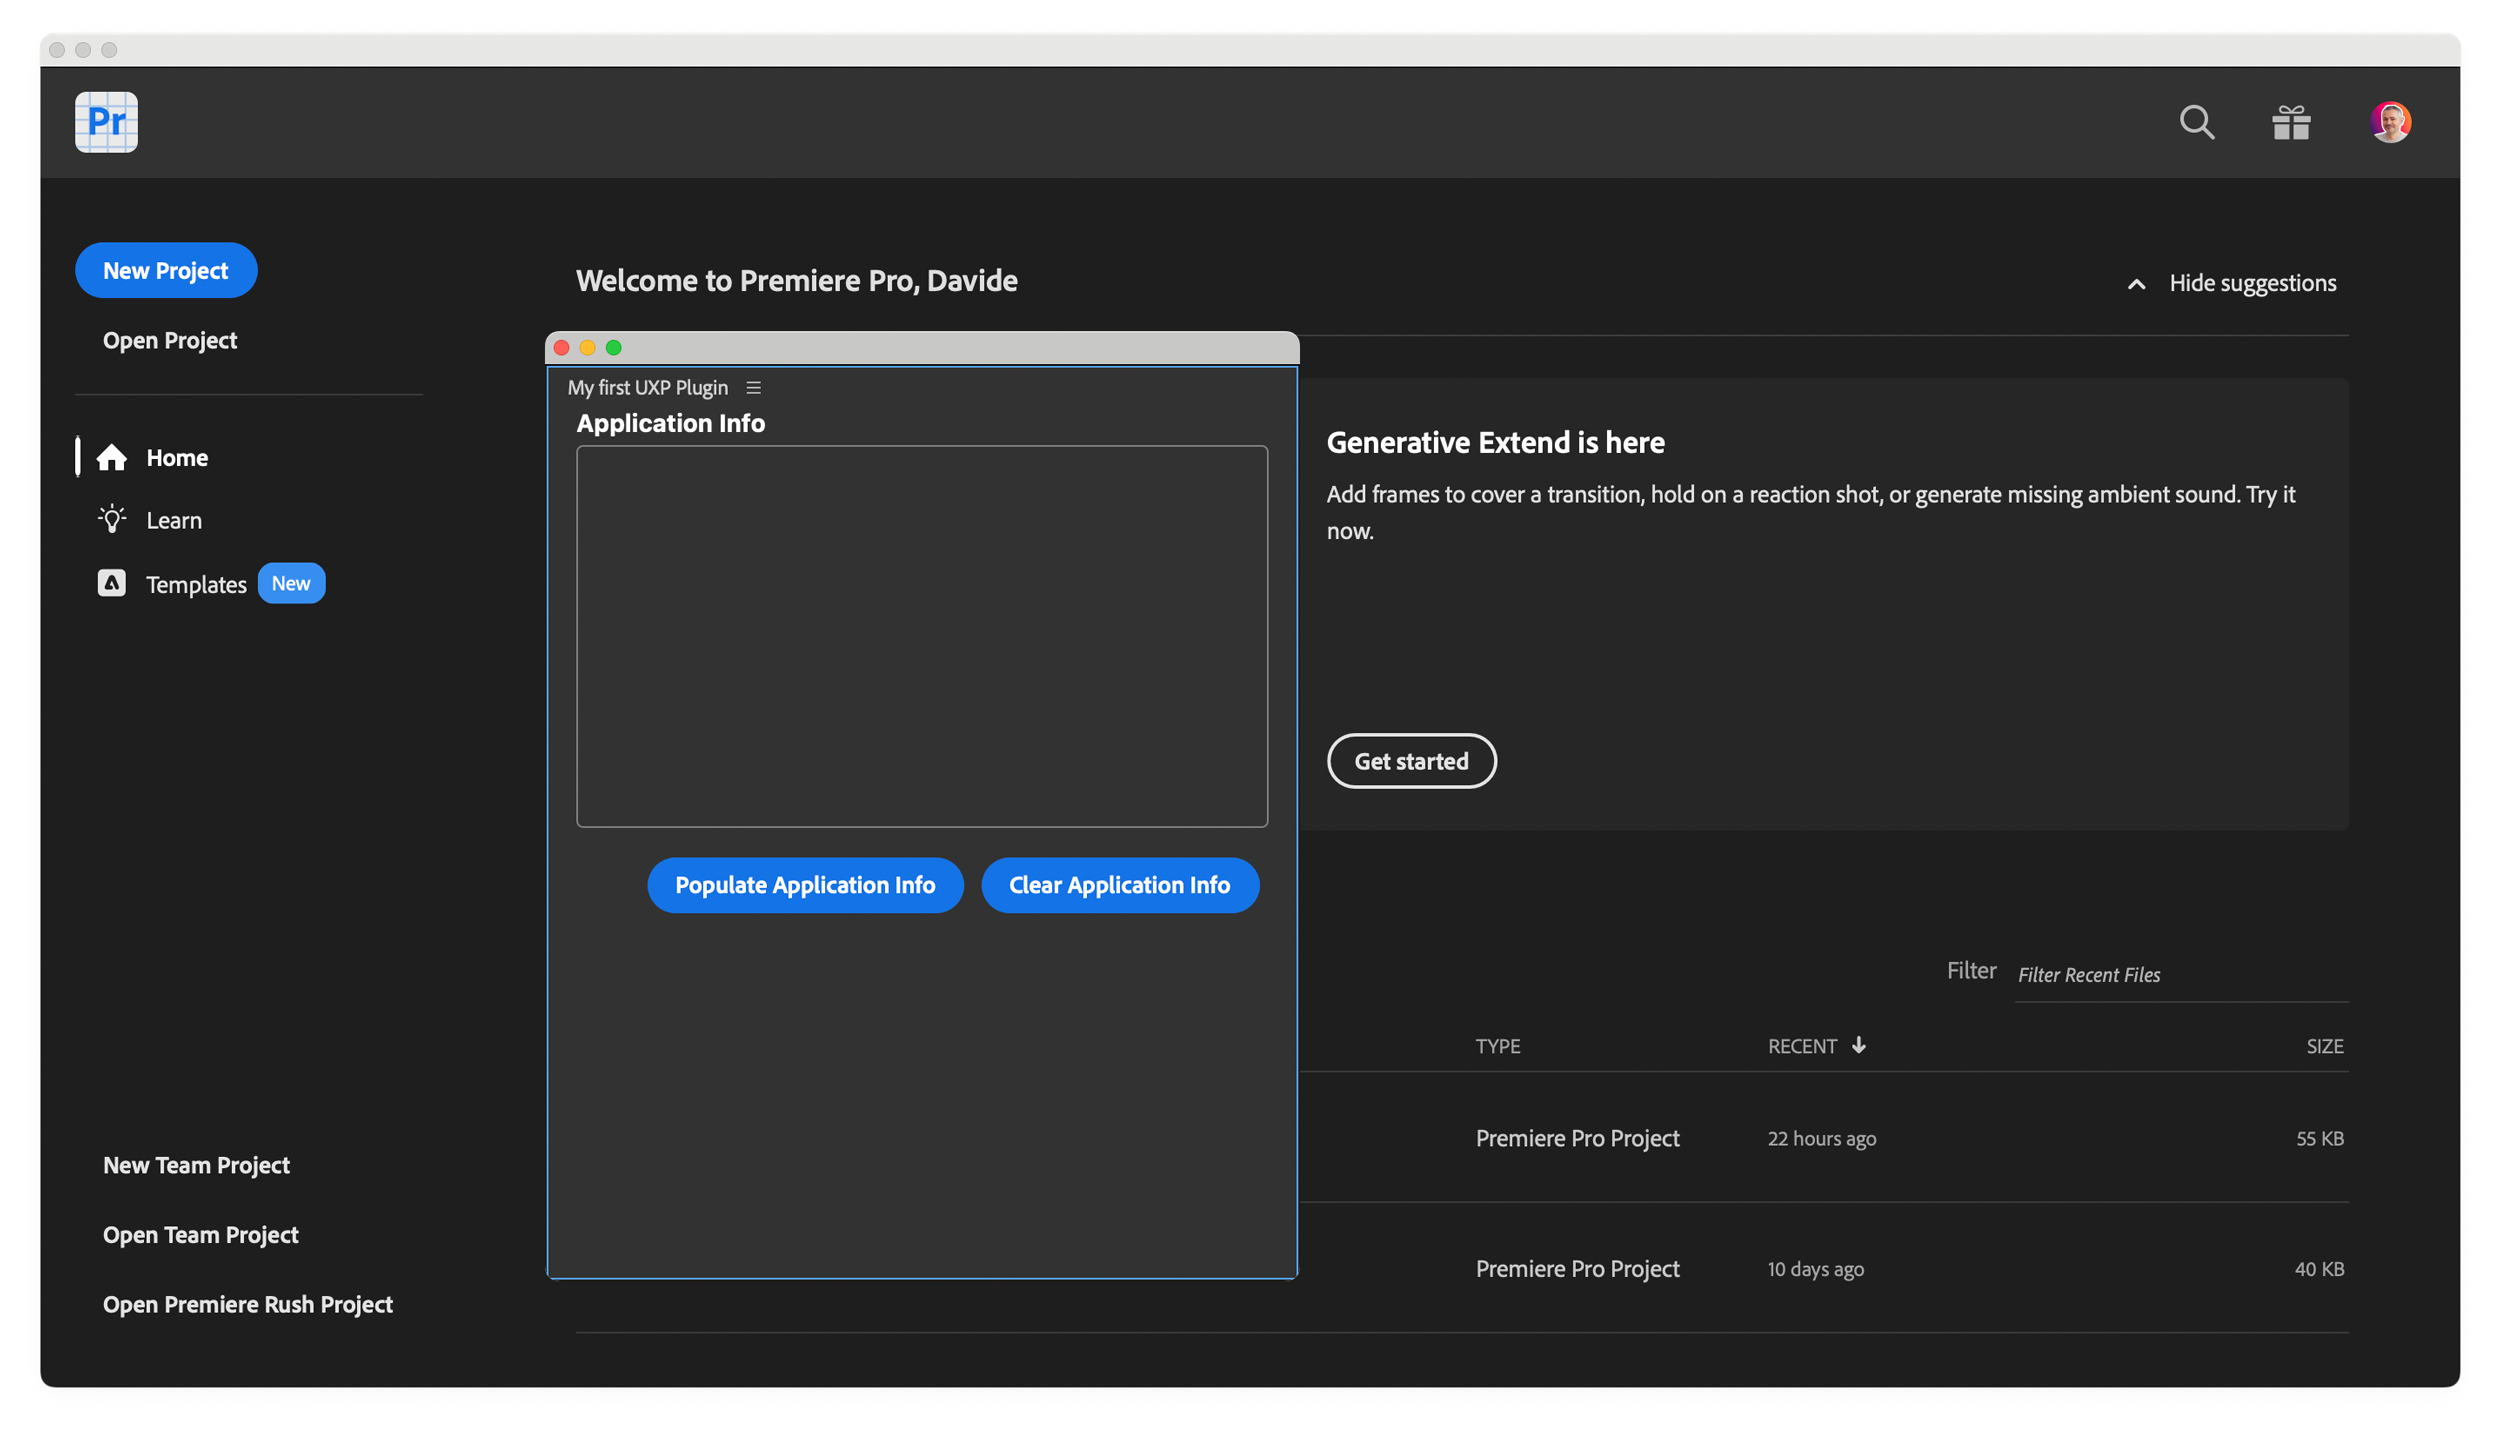 Pr
New Project
Open Project
Home
Learn
Templates New
New Team Project
Open Team Project
Open Premiere Rush Project
Welcome to Premiere Pro, Davide
Hide suggestions
My first UXP Plugin
Application Info
Populate Application Info
Clear Application Info
Generative Extend is here
Add frames to cover a transition, hold on a reaction shot, or generate missing ambient sound. Try it
now.
Get started
Filter Filter Recent Files
TYPE RECENT SIZE
Premiere Pro Project 22 hours ago 55 KB
Premiere Pro Project 10 days ago 40 KB